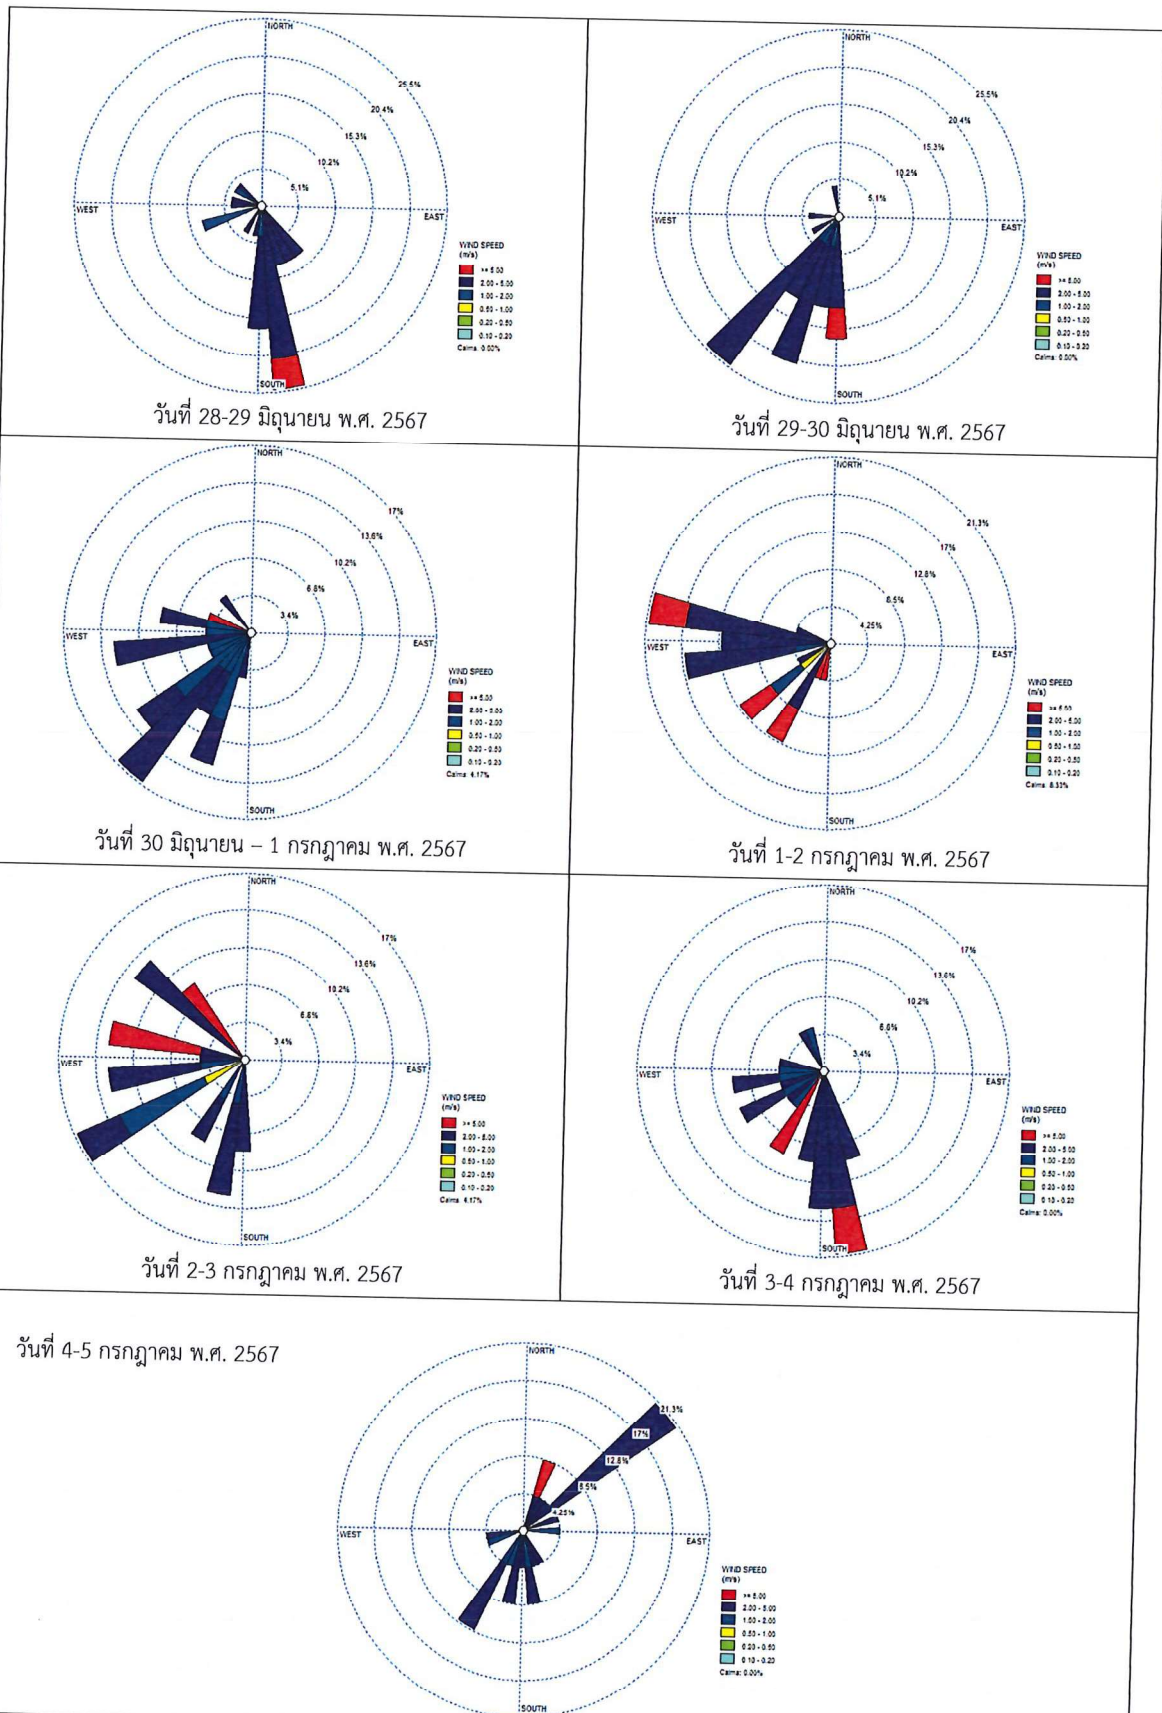 NORTH
25.5%
20.4%
15.3%
10.2%
5.1%
WEST
EAST
WIND SPEED
(m/s)
>= 5.00
2.00 - 5.00
1.00 - 2.00
0.50 - 1.00
0.20 - 0.50
0.10 - 0.20
Calms: 0.00%
SOUTH
วันที่ 28-29 มิถุนายน พ.ศ. 2567
NORTH
25.5%
20.4%
15.3%
10.2%
5.1%
WEST
EAST
WIND SPEED
(m/s)
>= 5.00
2.00 - 5.00
1.00 - 2.00
0.50 - 1.00
0.20 - 0.50
0.10 - 0.20
Calms: 0.00%
SOUTH
วันที่ 29-30 มิถุนายน พ.ศ. 2567
NORTH
17%
13.6%
10.2%
6.8%
3.4%
WEST
EAST
WIND SPEED
(m/s)
>= 5.00
2.00 - 5.00
1.00 - 2.00
0.50 - 1.00
0.20 - 0.50
0.10 - 0.20
Calms: 4.17%
SOUTH
วันที่ 30 มิถุนายน – 1 กรกฎาคม พ.ศ. 2567
NORTH
21.3%
17%
12.8%
8.5%
4.25%
WEST
EAST
WIND SPEED
(m/s)
>= 5.00
2.00 - 5.00
1.00 - 2.00
0.50 - 1.00
0.20 - 0.50
0.10 - 0.20
Calms: 8.33%
SOUTH
วันที่ 1-2 กรกฎาคม พ.ศ. 2567
NORTH
17%
13.6%
10.2%
6.8%
3.4%
WEST
EAST
WIND SPEED
(m/s)
>= 5.00
2.00 - 5.00
1.00 - 2.00
0.50 - 1.00
0.20 - 0.50
0.10 - 0.20
Calms: 4.17%
SOUTH
วันที่ 2-3 กรกฎาคม พ.ศ. 2567
NORTH
17%
13.6%
10.2%
6.8%
3.4%
WEST
EAST
WIND SPEED
(m/s)
>= 5.00
2.00 - 5.00
1.00 - 2.00
0.50 - 1.00
0.20 - 0.50
0.10 - 0.20
Calms: 0.00%
SOUTH
วันที่ 3-4 กรกฎาคม พ.ศ. 2567
วันที่ 4-5 กรกฎาคม พ.ศ. 2567
NORTH
21.3%
17%
12.8%
8.5%
4.25%
WEST
EAST
WIND SPEED
(m/s)
>= 5.00
2.00 - 5.00
1.00 - 2.00
0.50 - 1.00
0.20 - 0.50
0.10 - 0.20
Calms: 0.00%
SOUTH